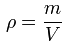 ρ = m/V